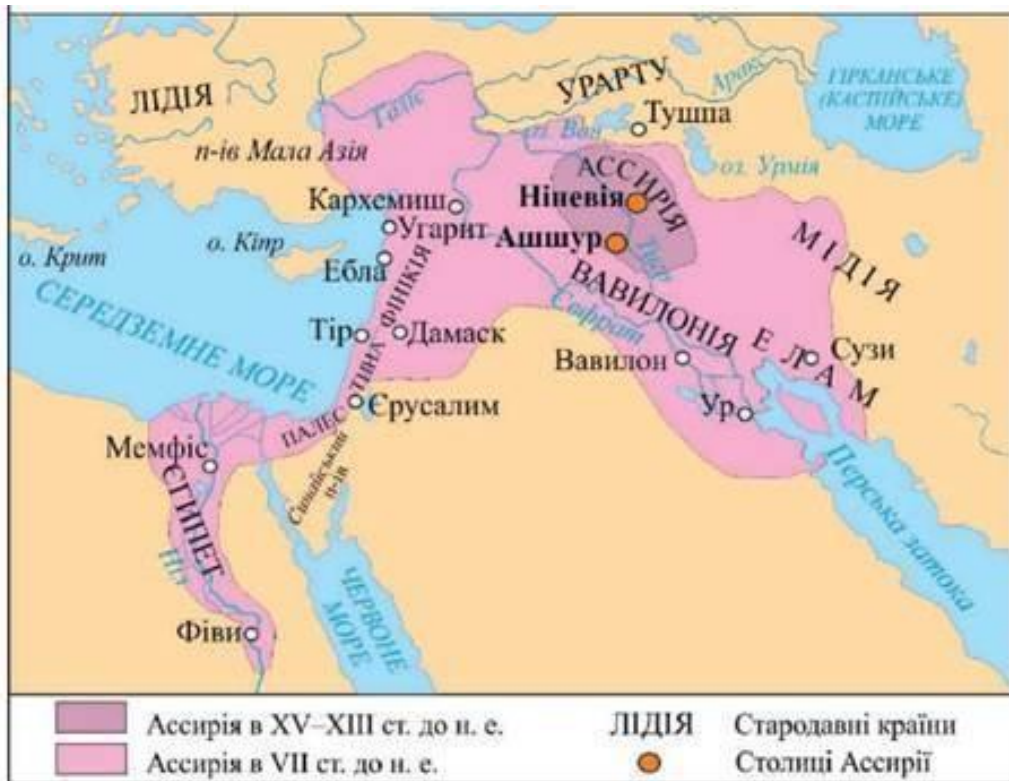 ЛІДІЯ
УРАРТУ
Аракс
ГІРКАНСЬКЕ
(КАСПІЙСЬКЕ)
МОРЕ
Галіс
Тушпа
оз. Ван
п-ів Мала Азія
оз. Урмія
АССИРІЯ
Кархемиш
Ніневія
Угарит
о. Кіпр
Ашшур
МІДІЯ
о. Крит
Ебла
Тігр
ФІНІКІЯ
ВАВИЛОНІЯ
СЕРЕДЗЕМНЕ МОРЕ
Євфрат
Тір
Дамаск
ЕЛАМ
Вавилон
Сузи
Єрусалим
Ур
ПАЛЕСТИНА
Мемфіс
Синайський
п-ів
ЄГИПЕТ
Перська затока
Ніл
ЧЕРВОНЕ
МОРЕ
Фіви
Ассирія в XV–XIII ст. до н. е.
ЛІДІЯ Стародавні країни
Ассирія в VII ст. до н. е.
Столиці Ассирії